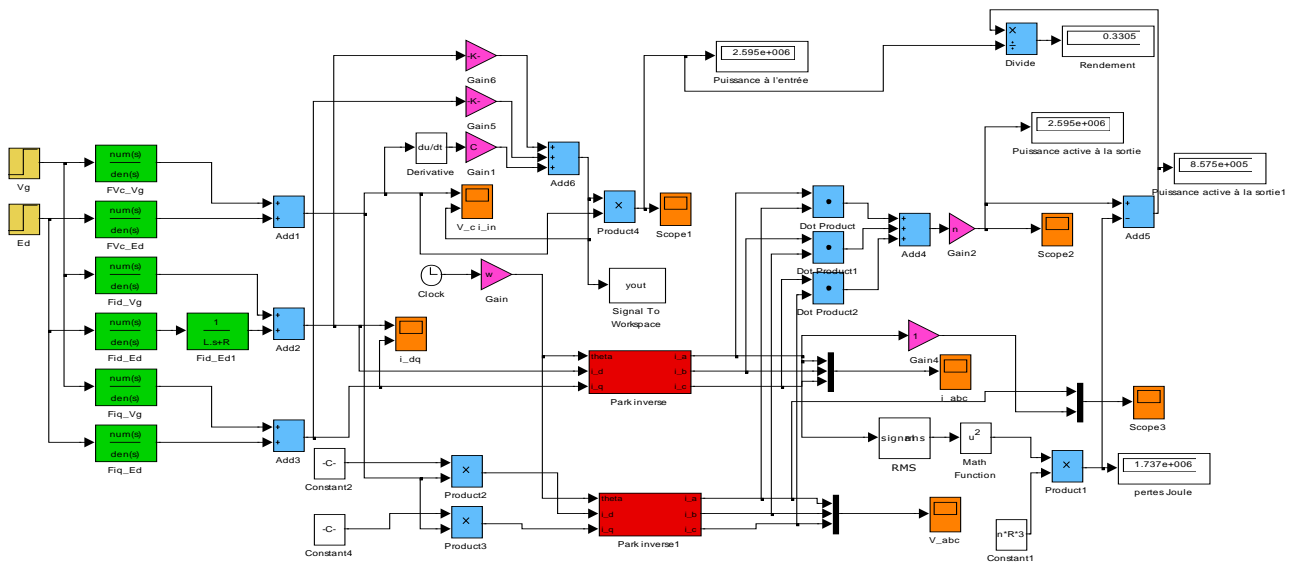 Vg
Ed
num(s)
den(s)
FVc_Vg
num(s)
den(s)
FVc_Ed
num(s)
den(s)
Fid_Vg
num(s)
den(s)
Fid_Ed
1
L.s+R
Fid_Ed1
num(s)
den(s)
Fiq_Vg
num(s)
den(s)
Fiq_Ed
+
+
Add1
+
+
Add2
+
+
Add3
-K-
Gain6
-K-
Gain5
du/dt
Derivative
C
Gain1
+
+
+
Add6
V_c i_in
×
Product4
Scope1
2.595e+006
Puissance à l'entrée
Clock
w
Gain
yout
Signal To
Workspace
i_dq
theta
i_d
i_q
i_a
i_b
i_c
Park inverse
-C-
Constant2
-C-
Constant4
×
Product2
×
Product3
theta
i_d
i_q
i_a
i_b
i_c
Park inverse1
Dot Product
Dot Product1
Dot Product2
+
+
+
Add4
n
Gain2
Scope2
×
÷
Divide
0.3305
Rendement
2.595e+006
Puissance active à la sortie
8.575e+005
Puissance active à la sortie1
+
−
Add5
1
Gain4
i_abc
Scope3
signal
rms
RMS
u²
Math
Function
×
Product1
1.737e+006
pertes Joule
n*R*3
Constant1
V_abc